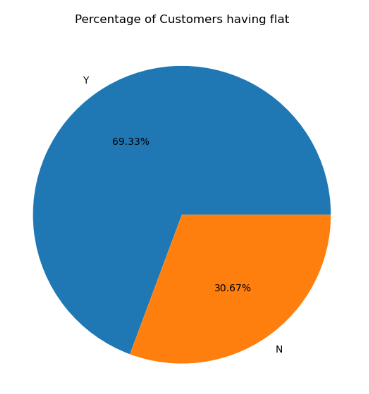 Percentage of Customers having flat
Y
69.33%
30.67%
N